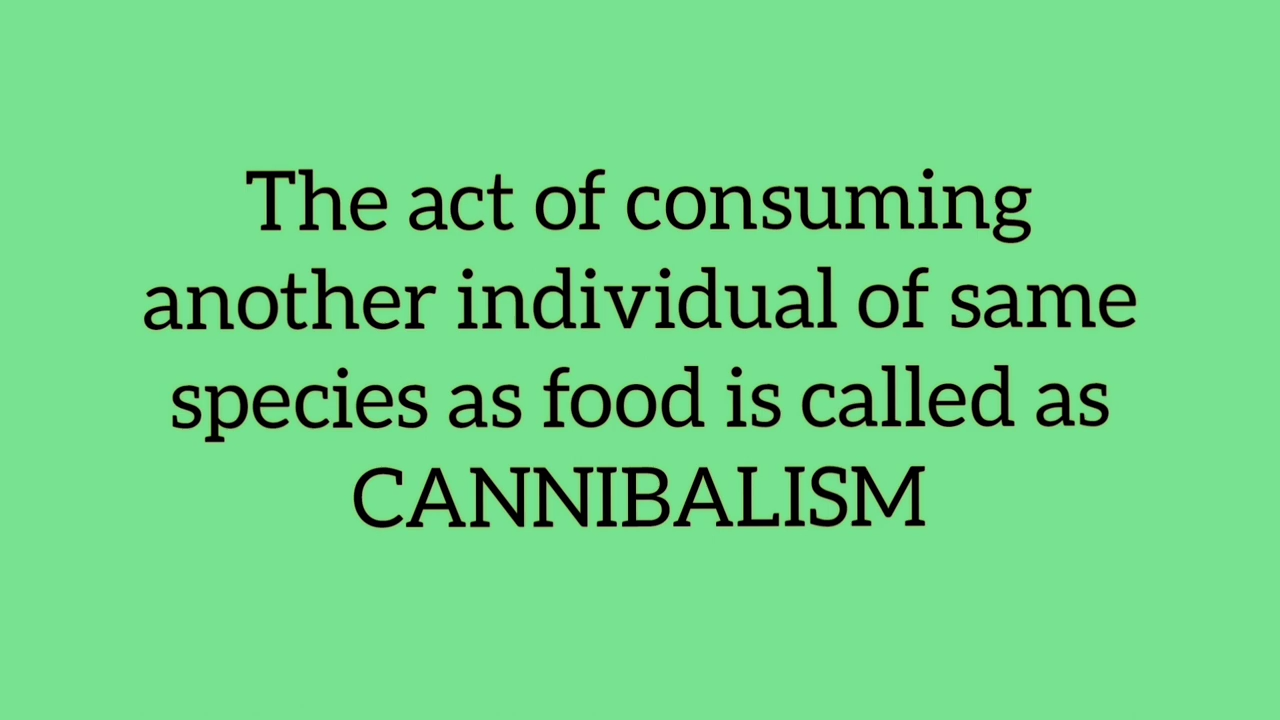 The act of consuming
another individual of same
species as food is called as
CANNIBALISM